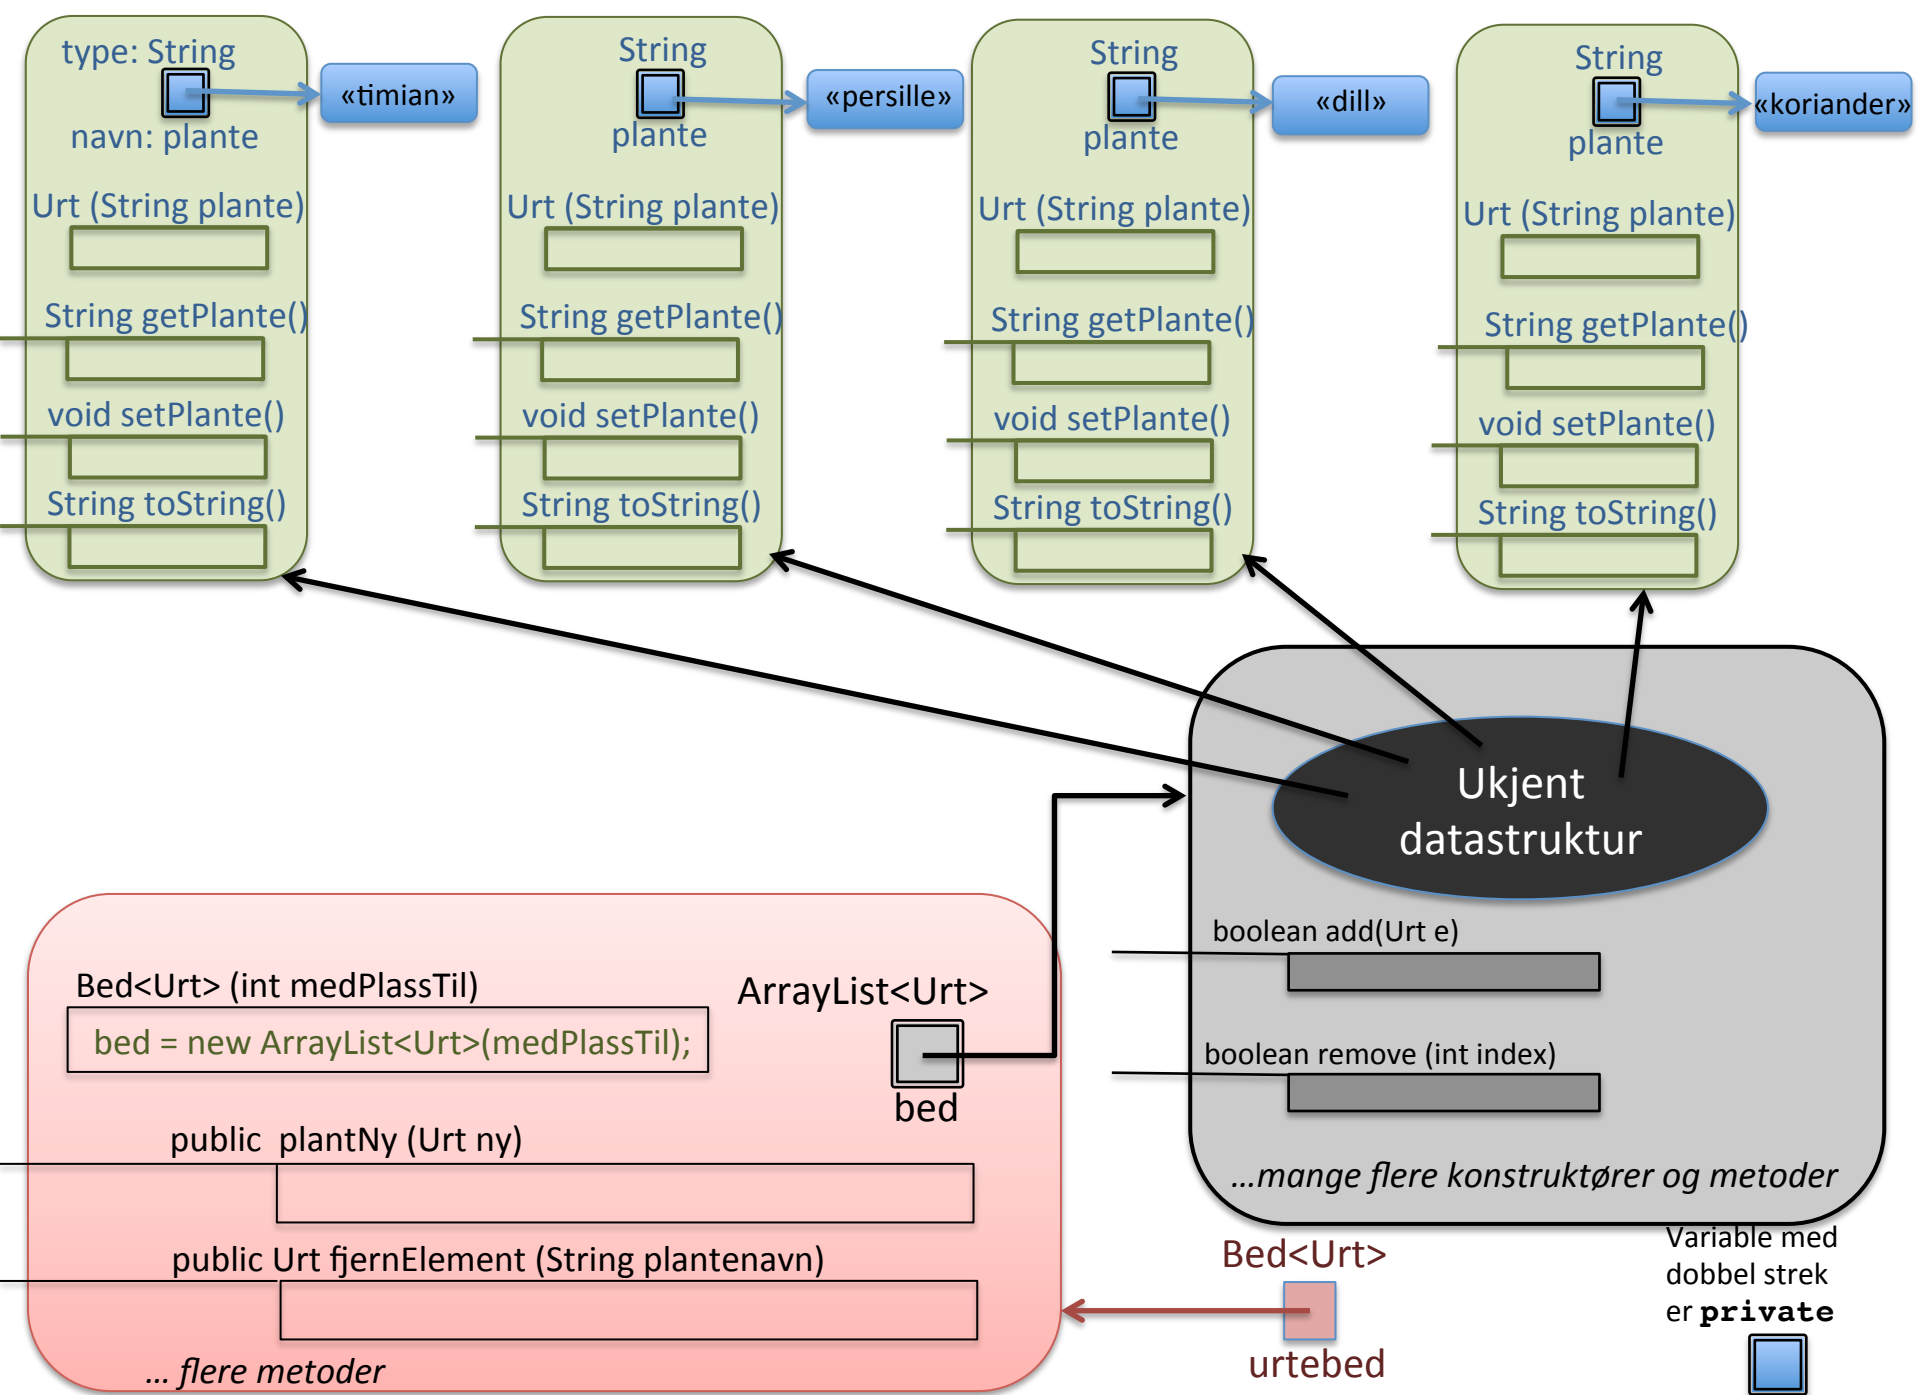 type: String
«timian»
navn: plante
Urt (String plante)
String getPlante()
void setPlante()
String toString()
String
«persille»
plante
Urt (String plante)
String getPlante()
void setPlante()
String toString()
String
«dill»
plante
Urt (String plante)
String getPlante()
void setPlante()
String toString()
String
«koriander»
plante
Urt (String plante)
String getPlante()
void setPlante()
String toString()
Ukjent
datastruktur
boolean add(Urt e)
boolean remove (int index)
...mange flere konstruktører og metoder
Bed<Urt> (int medPlassTil)
bed = new ArrayList<Urt>(medPlassTil);
ArrayList<Urt>
bed
public plantNy (Urt ny)
public Urt fjernElement (String plantenavn)
... flere metoder
Bed<Urt>
urtebed
Variable med
dobbel strek
er private